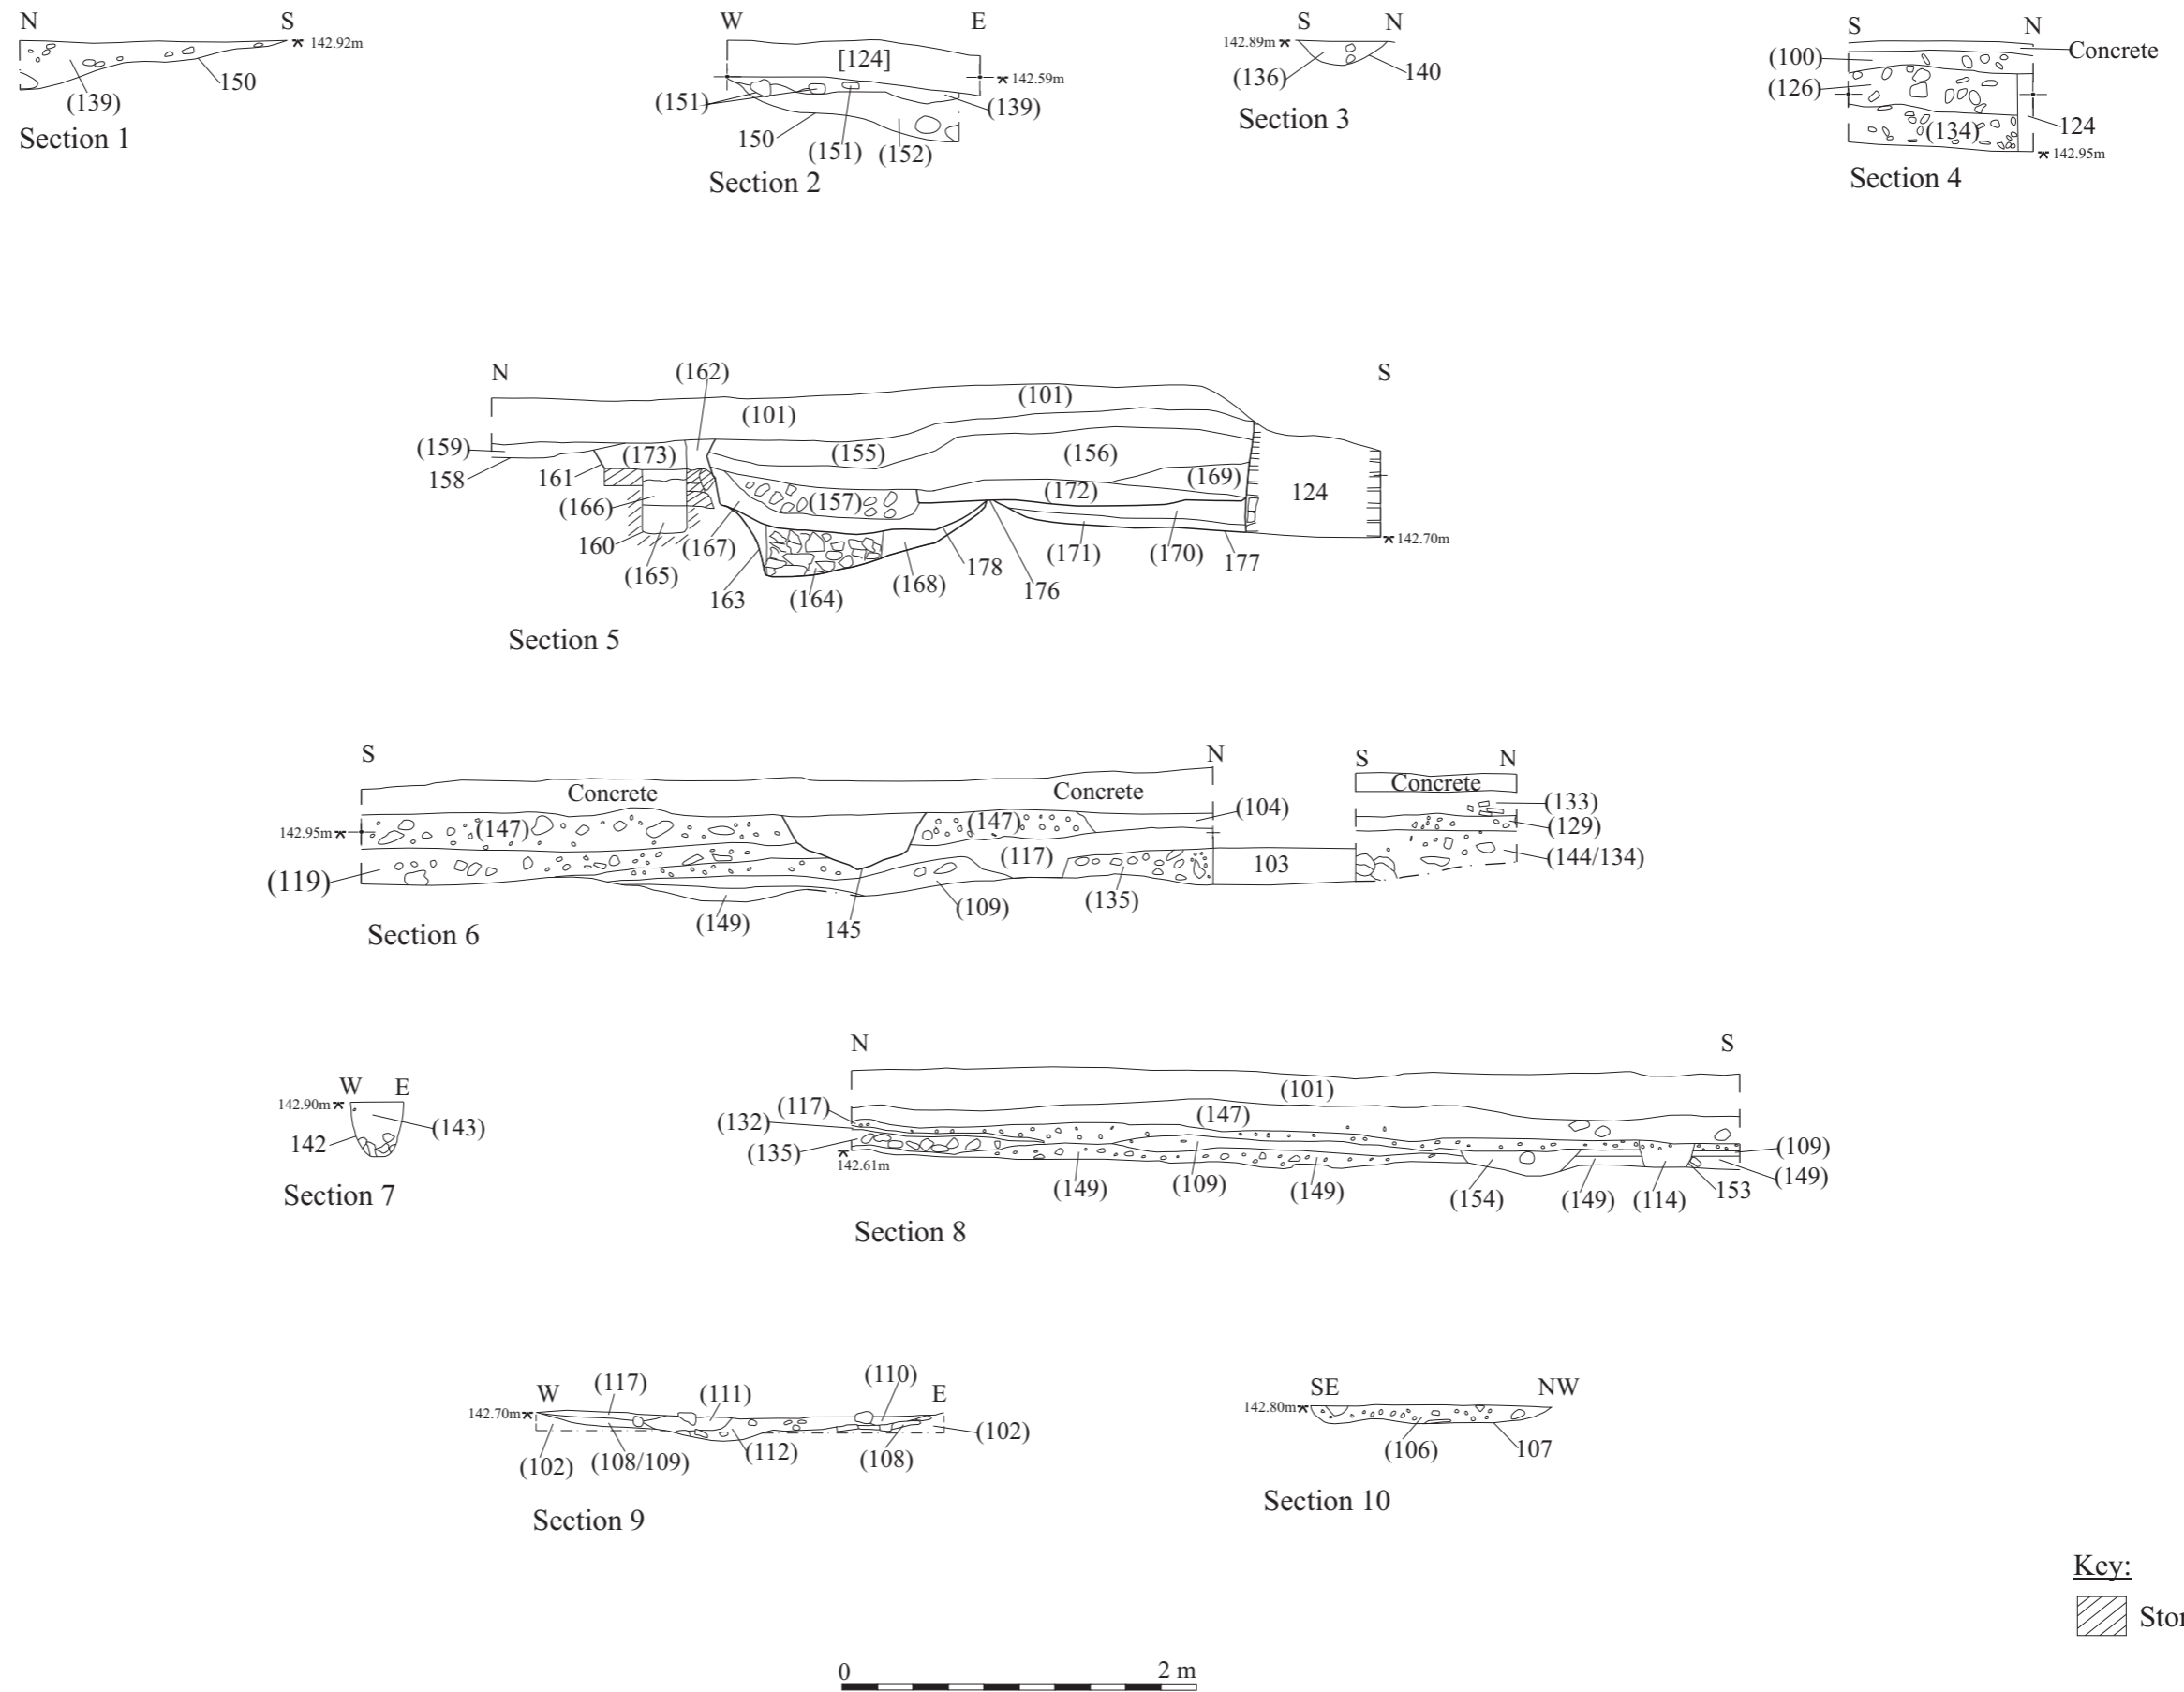 N S
142.92m
(139)
150
Section 1
W E
[124]
142.59m
(151)
(139)
150
(151)
(152)
Section 2
S N
142.89m
(136)
140
Section 3
S N
Concrete
(100)
(126)
(134)
124
142.95m
Section 4
N S
(162)
(101)
(101)
(159)
(173)
(155)
(156)
158
161
(169)
(166)
(157)
(172)
124
160
(167)
(171)
(170)
177
142.70m
(165)
163
(164)
(168)
178
176
Section 5
S N
Concrete
Concrete
(104)
142.95m
(147)
(147)
(117)
103
(119)
(135)
(109)
(149)
145
S N
Concrete
(133)
(129)
(144/134)
Section 6
W E
142.90m
142
(143)
Section 7
N S
(101)
(117)
(147)
(132)
(135)
142.61m
(109)
(149)
(149)
(109)
(149)
(154)
(149)
(114)
153
Section 8
W E
(117)
(111)
(110)
142.70m
(102)
(102)
(108/109)
(112)
(108)
Section 9
SE NW
142.80m
(106)
107
Section 10
Key:
0 2 m